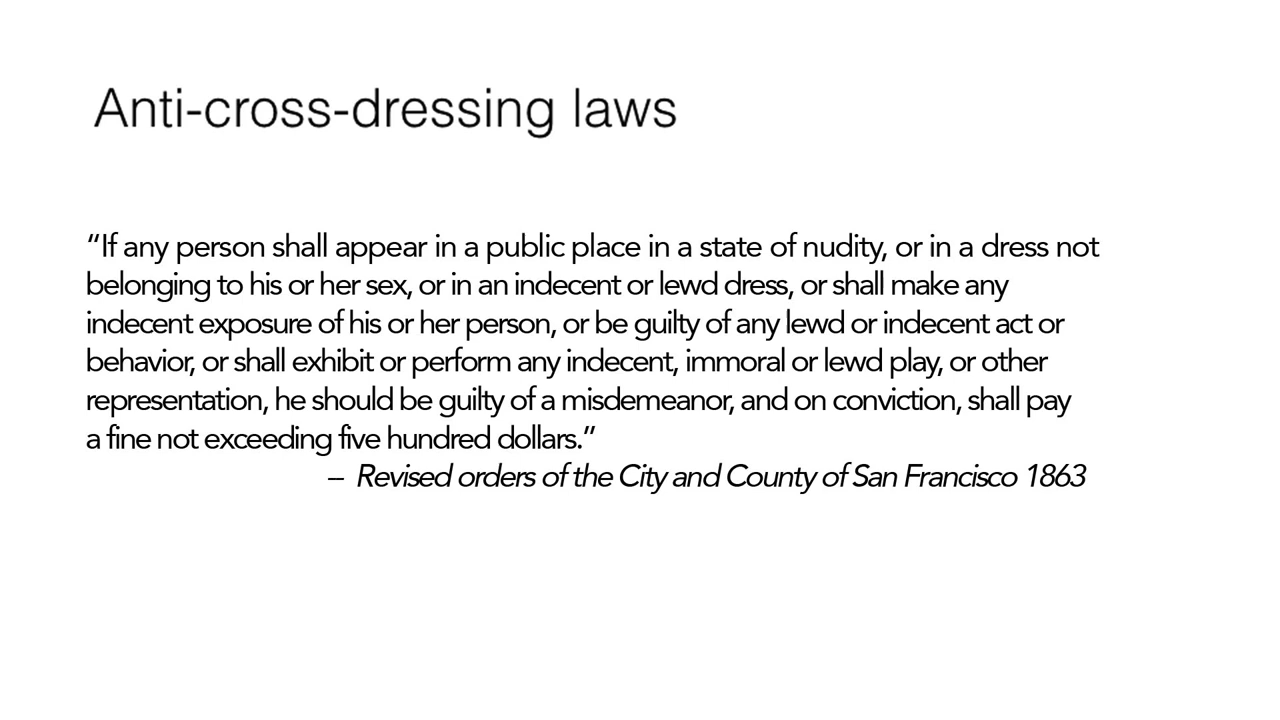 Anti-cross-dressing laws
“If any person shall appear in a public place in a state of nudity, or in a dress not
belonging to his or her sex, or in an indecent or lewd dress, or shall make any
indecent exposure of his or her person, or be guilty of any lewd or indecent act or
behavior, or shall exhibit or perform any indecent, immoral or lewd play, or other
representation, he should be guilty of a misdemeanor, and on conviction, shall pay
a fine not exceeding five hundred dollars.”
– Revised orders of the City and County of San Francisco 1863